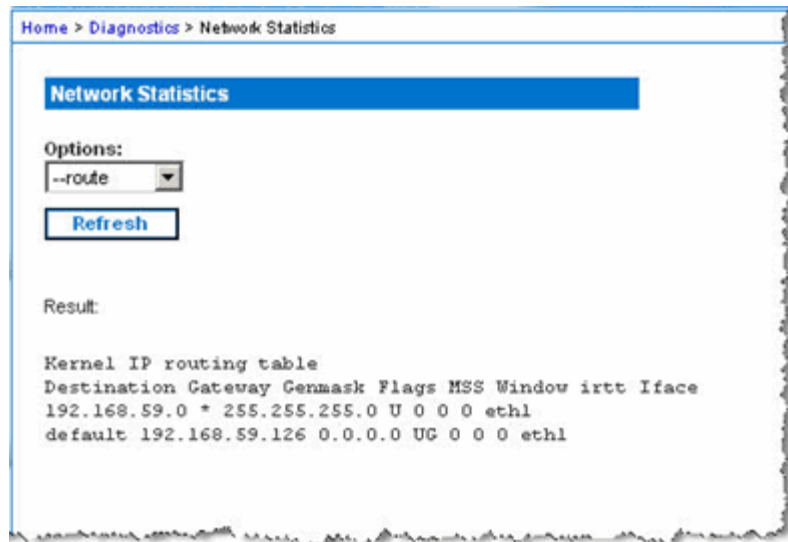 Home > Diagnostics > Network Statistics
Network Statistics
Options:
--route
Refresh
Result:
Kernel IP routing table
Destination Gateway Genmask Flags MSS Window irtt Iface
192.168.59.0 * 255.255.255.0 U 0 0 0 eth1
default 192.168.59.126 0.0.0.0 UG 0 0 0 eth1